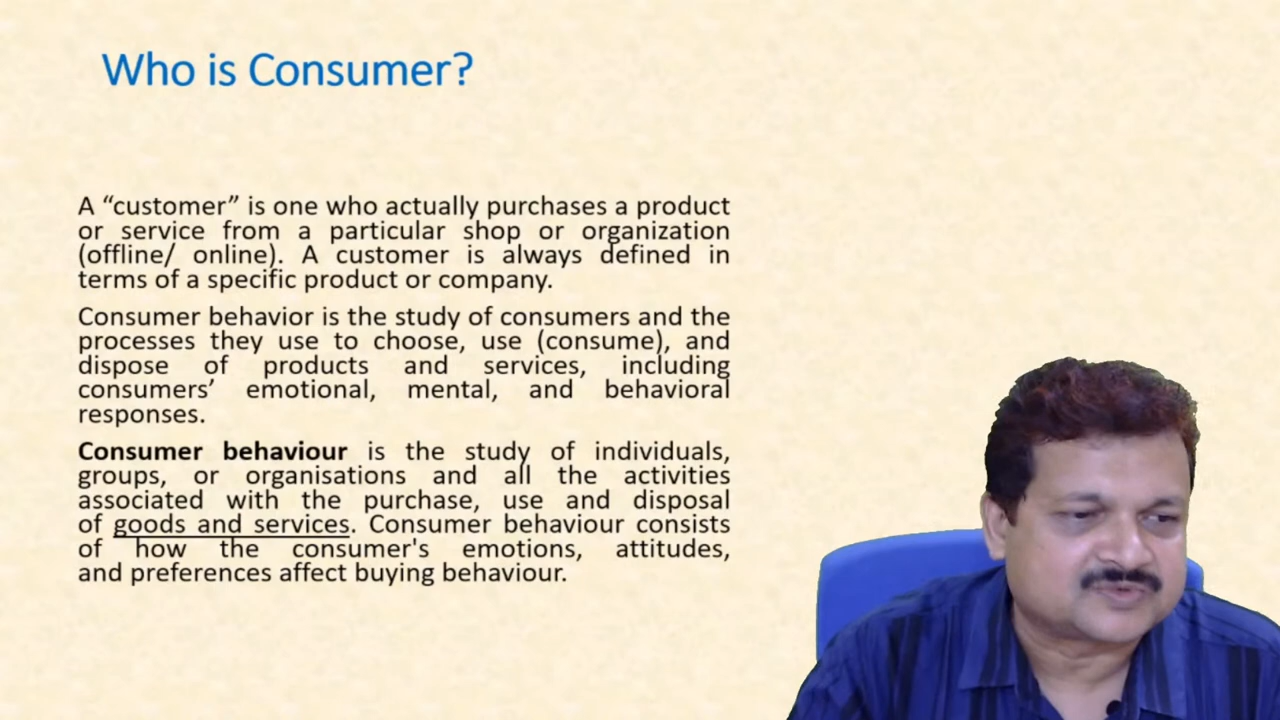 Who is Consumer?
A “customer” is one who actually purchases a product
or service from a particular shop or organization
(offline/ online). A customer is always defined in
terms of a specific product or company.
Consumer behavior is the study of consumers and the
processes they use to choose, use (consume), and
dispose of products and services, including
consumers’ emotional, mental, and behavioral
responses.
Consumer behaviour is the study of individuals,
groups, or organisations and all the activities
associated with the purchase, use and disposal
of goods and services. Consumer behaviour consists
of how the consumer's emotions, attitudes,
and preferences affect buying behaviour.